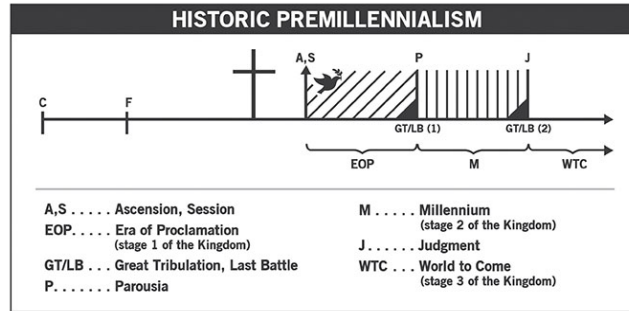 HISTORIC PREMILLENNIALISM
A,S P J
C F
GT/LB (1) GT/LB (2)
EOP M WTC
A,S . . . . . Ascension, Session
EOP. . . . . Era of Proclamation
(stage 1 of the Kingdom)
GT/LB . . . Great Tribulation, Last Battle
P. . . . . . . Parousia
M . . . . . Millennium
(stage 2 of the Kingdom)
J. . . . . . Judgment
WTC . . . World to Come
(stage 3 of the Kingdom)